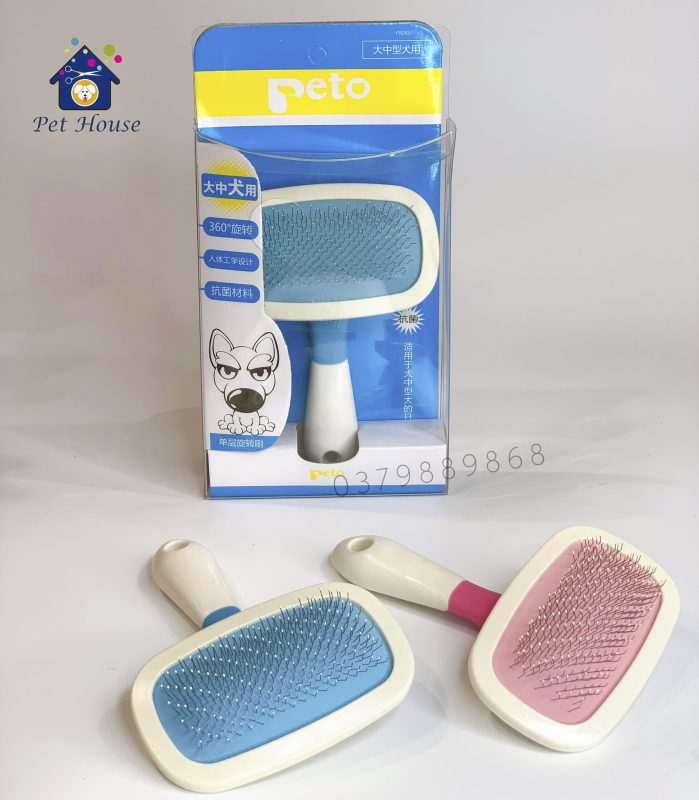 Pet House
大中型犬用
Peto
大中犬用
360°旋转
人体工学设计
抗菌材料
抗菌
适用于大中型犬的日
单层旋转刷
Peto
0379889868